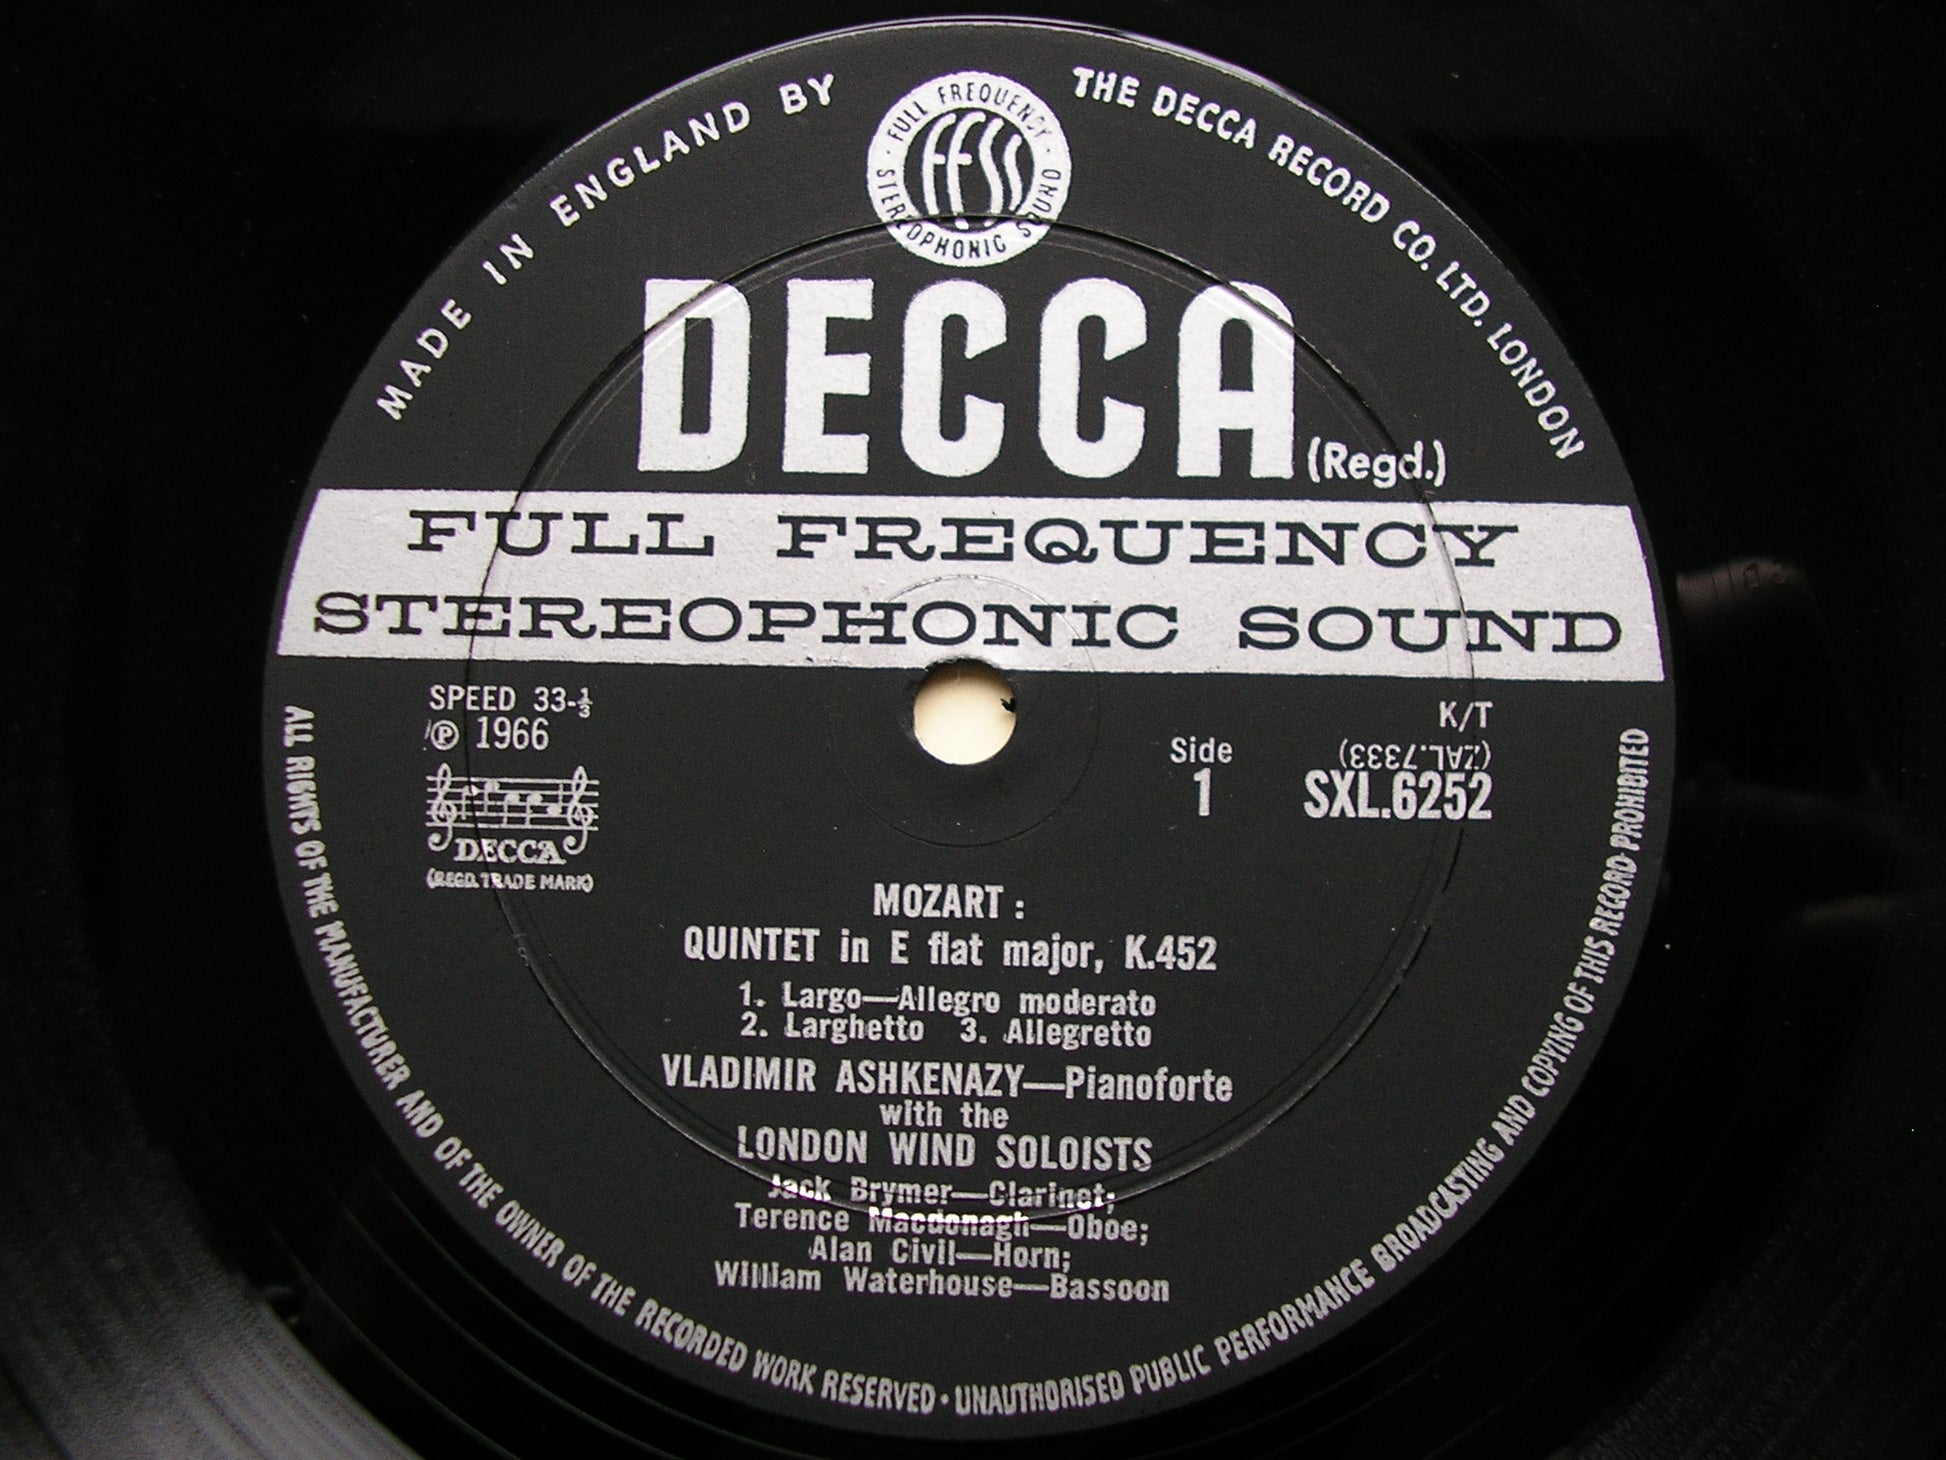 MADE IN ENGLAND BY
THE DECCA RECORD CO. LTD. LONDON
FULL FREQUENCY
STEREOPHONIC SOUND
FFSS
DECCA (Regd.)
FULL FREQUENCY
STEREOPHONIC SOUND
SPEED 33-⅓
Ⓟ 1966
DECCA
(REGD. TRADE MARK)
K/T
(ZAL.7333)
Side
1
SXL.6252
MOZART :
QUINTET in E flat major, K.452
1. Largo—Allegro moderato
2. Larghetto 3. Allegretto
VLADIMIR ASHKENAZY—Pianoforte
with the
LONDON WIND SOLOISTS
Jack Brymer—Clarinet;
Terence Macdonagh—Oboe;
Alan Civil—Horn;
William Waterhouse—Bassoon
ALL RIGHTS OF THE MANUFACTURER AND OF THE OWNER OF THE RECORDED WORK RESERVED · UNAUTHORISED PUBLIC PERFORMANCE BROADCASTING AND COPYING OF THIS RECORD PROHIBITED